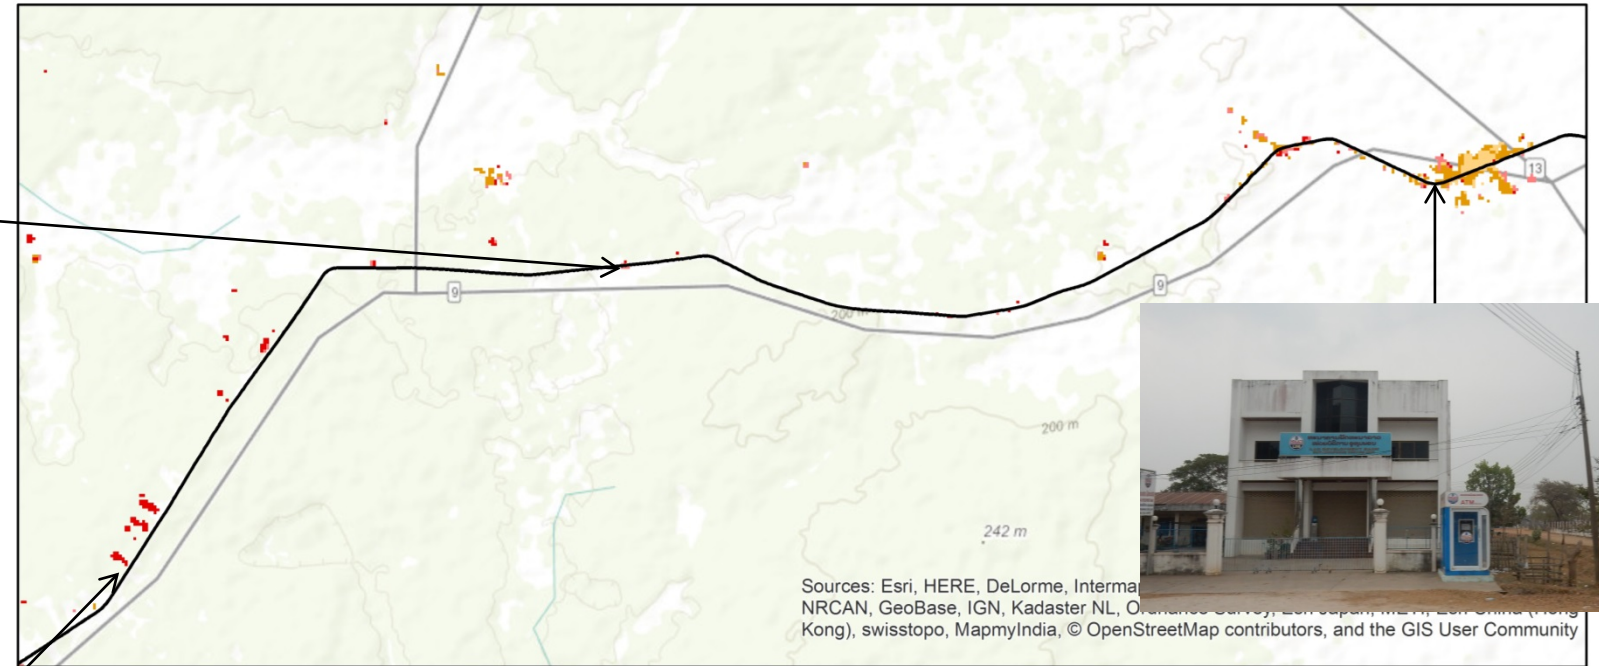 13
9
9
200 m
200 m
242 m
ATM
Sources: Esri, HERE, DeLorme,
NRCAN, GeoBase, IGN, Kadaster NL,
Kong), swisstopo, MapmyIndia, © OpenStreetMap contributors, and the GIS User Community